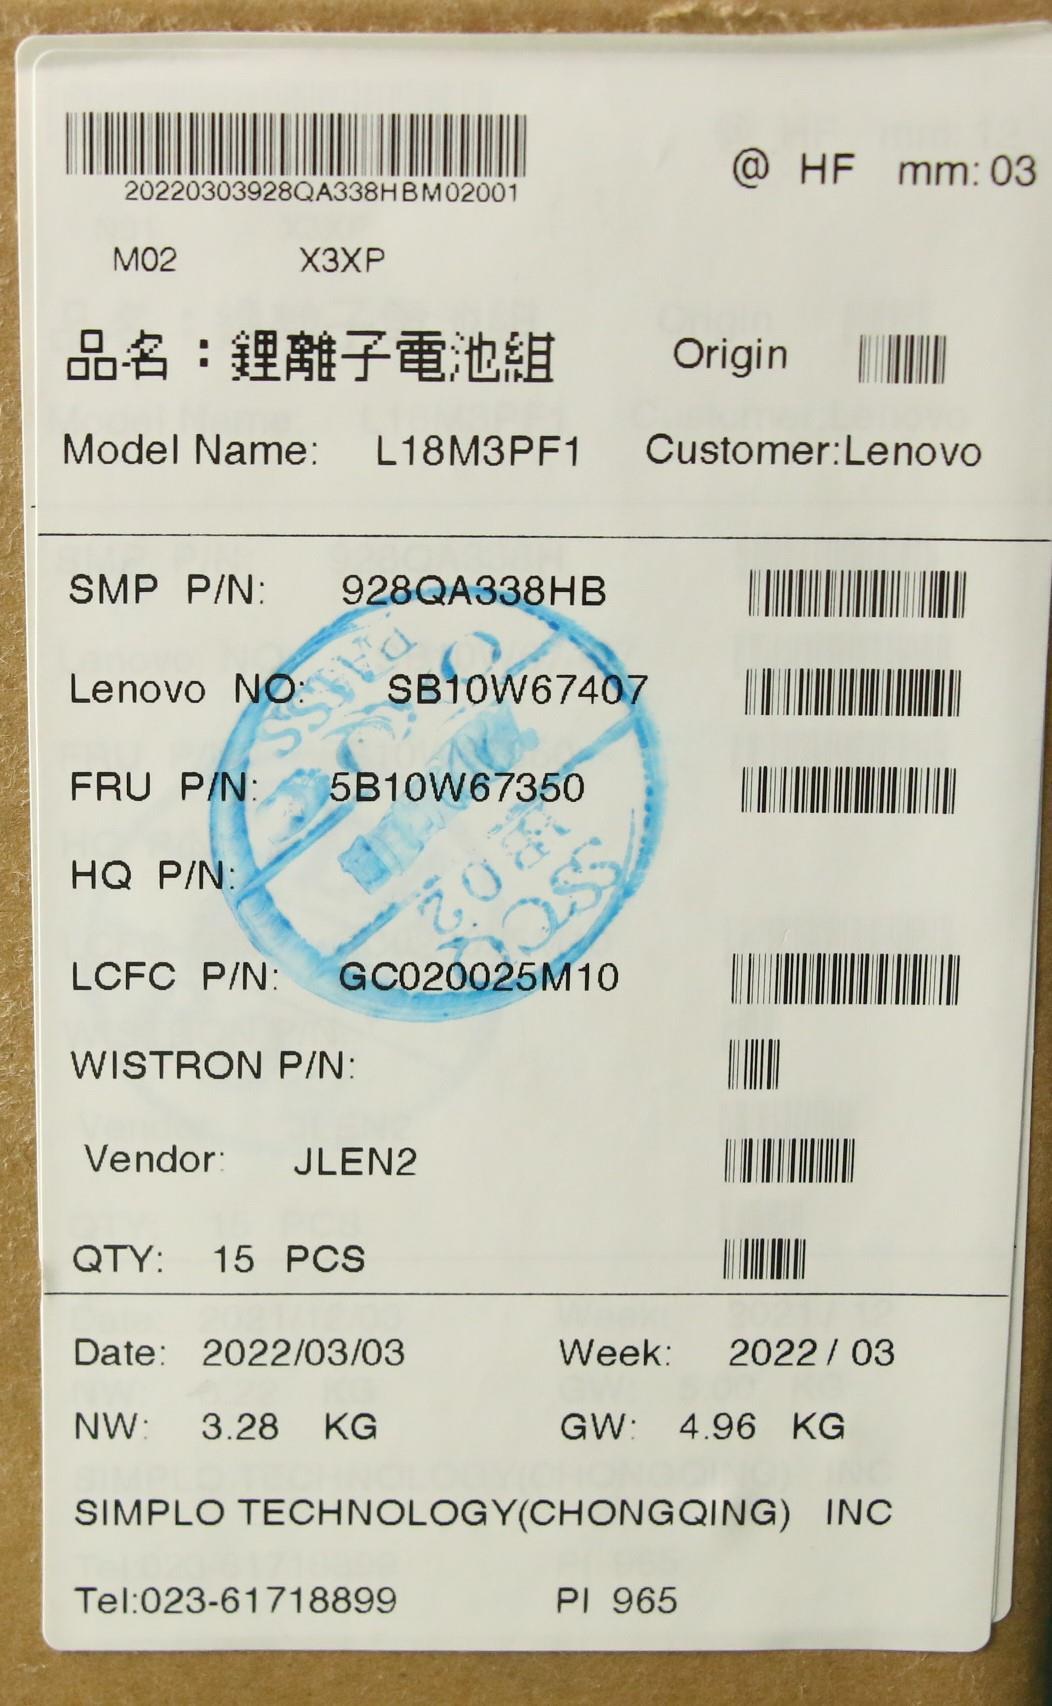 20220303928QA338HBM02001
@ HF mm: 03
M02 X3XP
品名：鋰離子電池組 Origin
Model Name: L18M3PF1 Customer:Lenovo
SMP P/N: 928QA338HB
Lenovo NO: SB10W67407
FRU P/N: 5B10W67350
HQ P/N:
LCFC P/N: GC020025M10
WISTRON P/N:
Vendor: JLEN2
QTY: 15 PCS
Date: 2022/03/03 Week: 2022 / 03
NW: 3.28 KG GW: 4.96 KG
SIMPLO TECHNOLOGY(CHONGQING) INC
Tel:023-61718899 PI 965